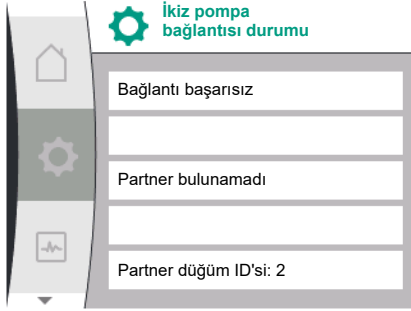 İkiz pompa
bağlantısı durumu
Bağlantı başarısız
Partner bulunamadı
Partner düğüm ID'si: 2